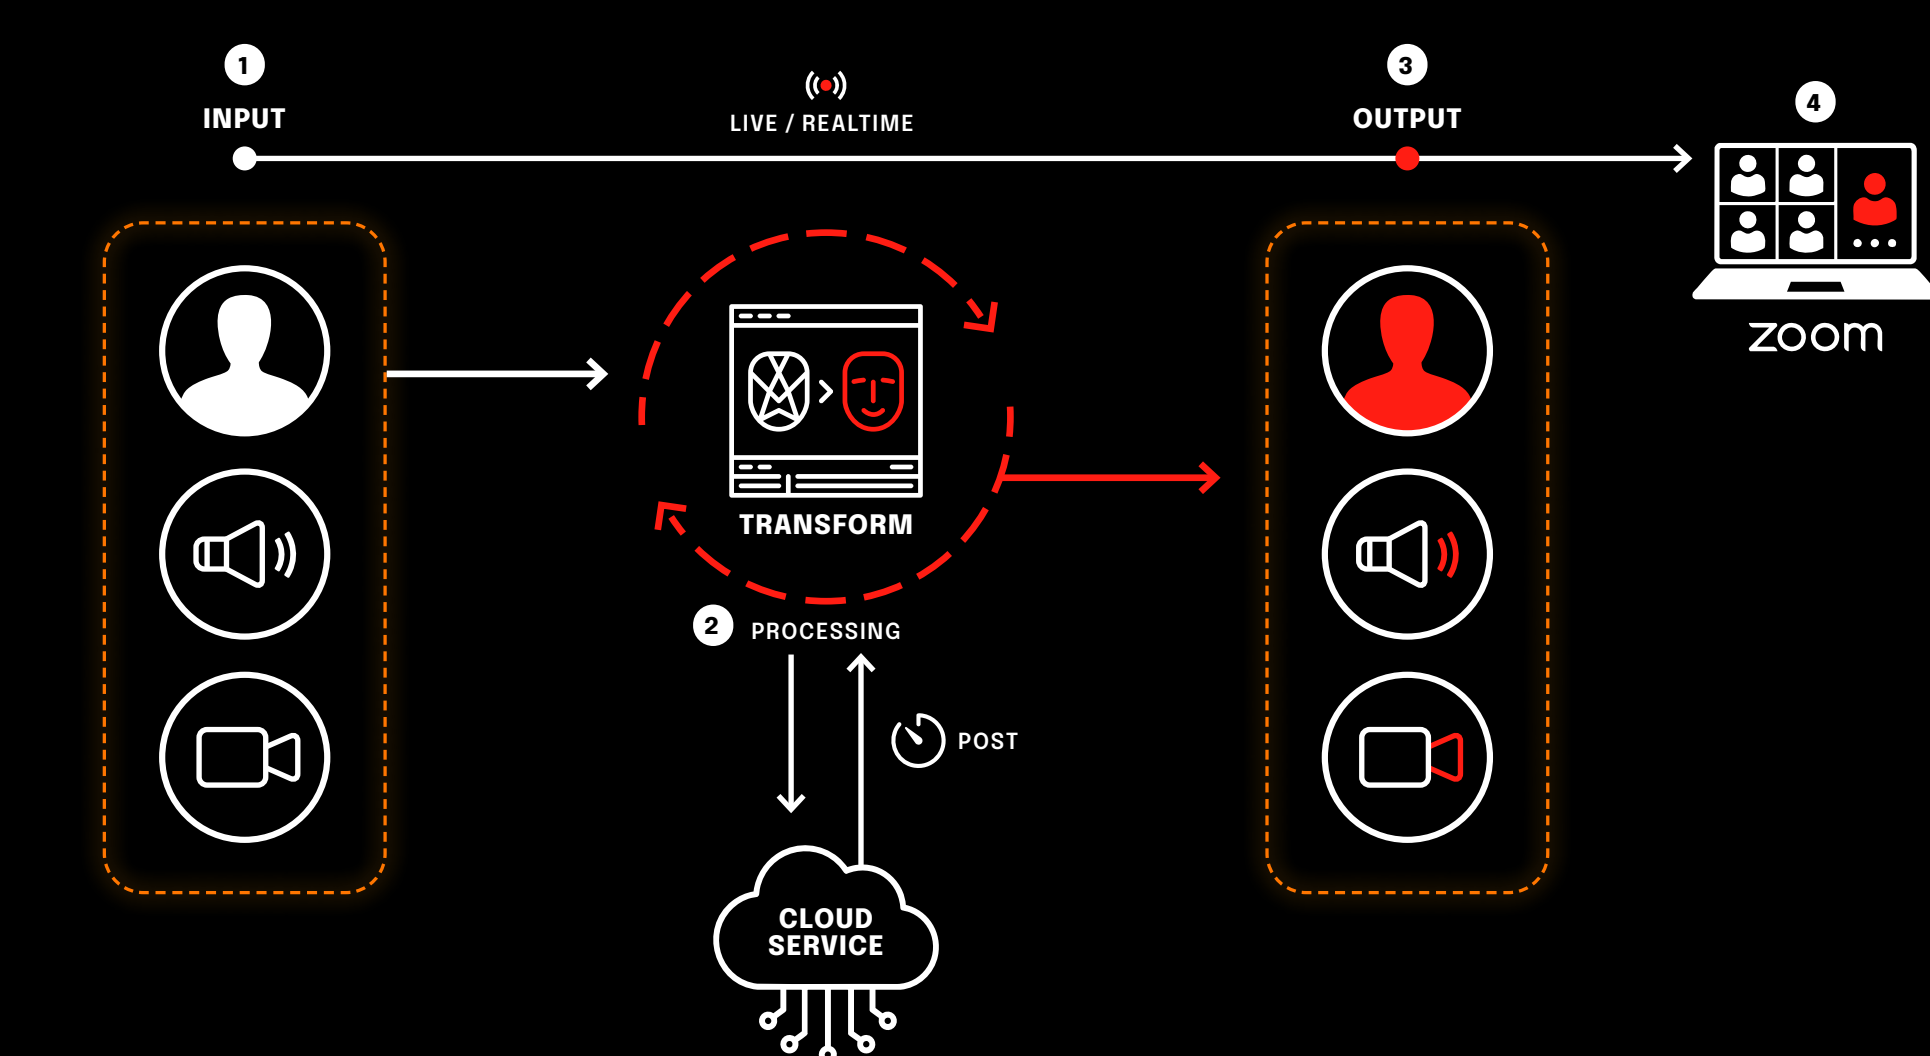 1
INPUT
LIVE / REALTIME
3
OUTPUT
4
zoom
TRANSFORM
2
PROCESSING
POST
CLOUD
SERVICE